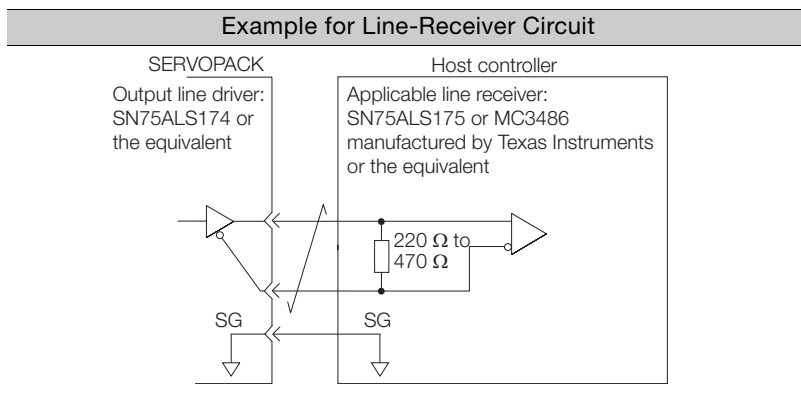 Example for Line-Receiver Circuit
SERVOPACK
Host controller
Output line driver:
SN75ALS174 or
the equivalent
Applicable line receiver:
SN75ALS175 or MC3486
manufactured by Texas Instruments
or the equivalent
220 Ω to
470 Ω
SG
SG